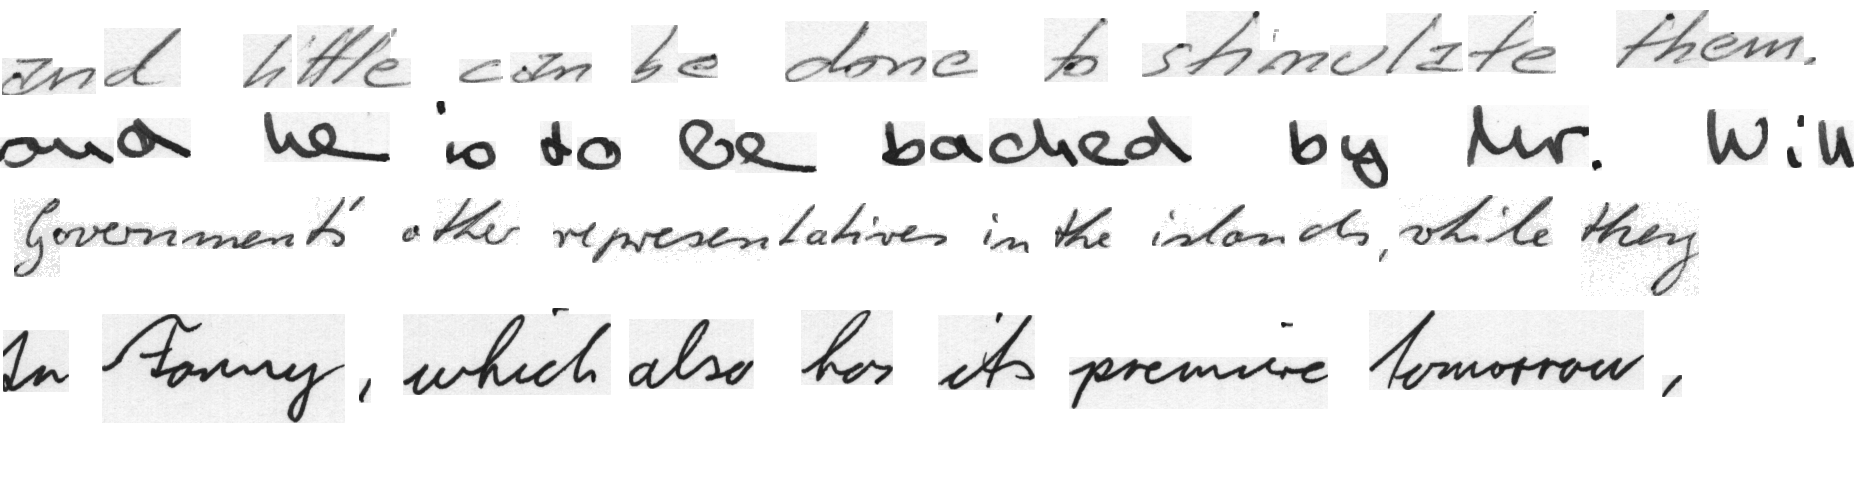 and little can be done to stimulate them.
and he is to be backed by Mr. Will
Governments' other representatives in the islands, while they
In Fanny, which also has its premiere tomorrow,